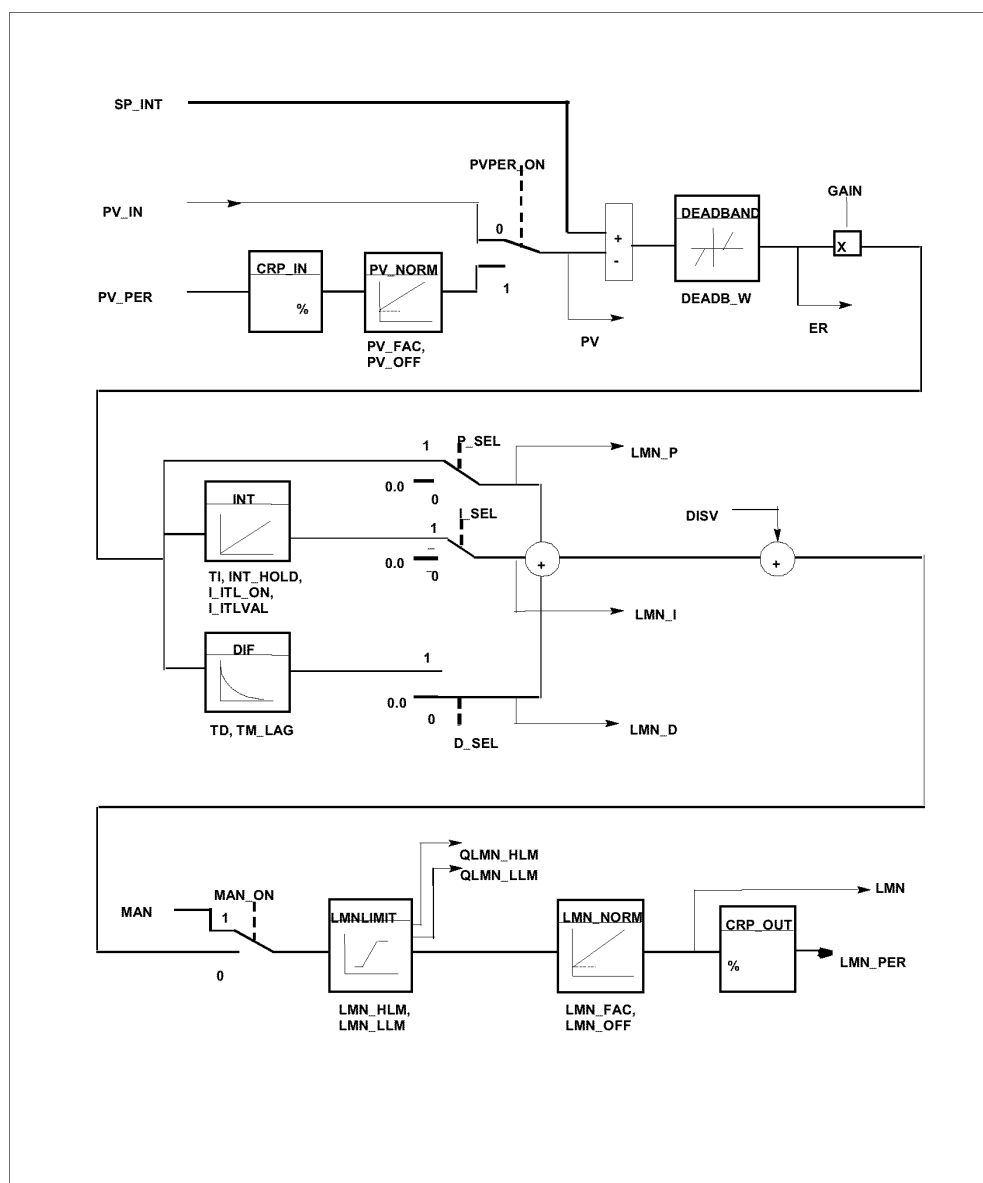 SP_INT
PVPER_ON
GAIN
PV_IN
0
DEADBAND
X
+
-
CRP_IN
PV_NORM
PV_PER
%
1
DEADB_W
ER
PV
PV_FAC,
PV_OFF
1
P_SEL
LMN_P
0.0
0
INT
I_SEL
DISV
1
0.0
0
+
+
TI, INT_HOLD,
I_ITL_ON,
I_ITLVAL
LMN_I
DIF
1
0.0
0
LMN_D
TD, TM_LAG
D_SEL
QLMN_HLM
QLMN_LLM
MAN_ON
LMN
MAN
1
LMNLIMIT
LMN_NORM
CRP_OUT
%
LMN_PER
0
LMN_HLM,
LMN_LLM
LMN_FAC,
LMN_OFF